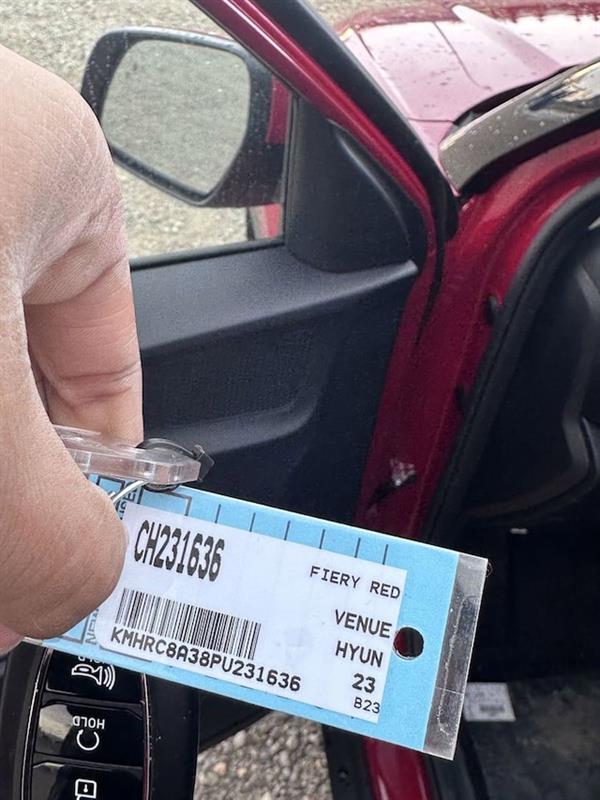 CH231636
FIERY RED
VENUE
HYUN
23
KMHRC8A38PU231636
B23
HOLD